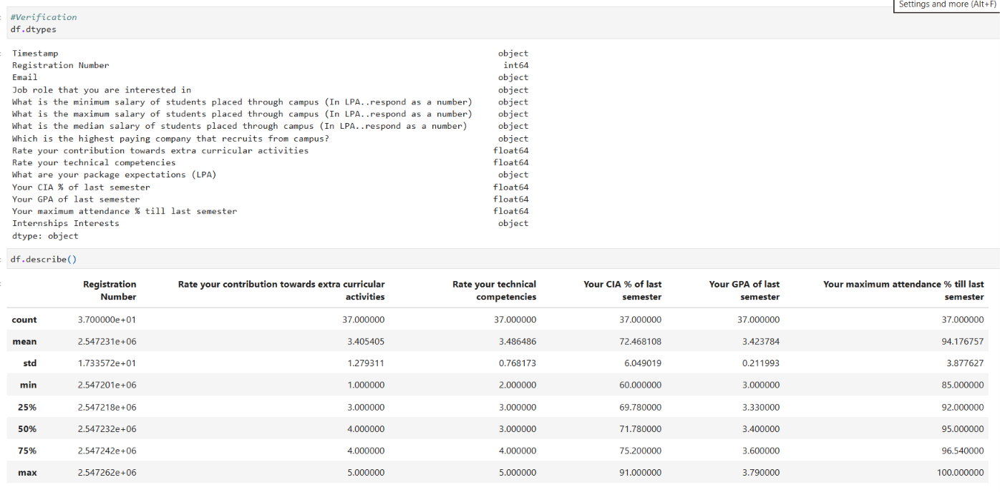 Settings and more (Alt+F)
#Verification
df.dtypes
Timestamp object
Registration Number int64
Email object
Job role that you are interested in object
What is the minimum salary of students placed through campus (In LPA..respond as a number) object
What is the maximum salary of students placed through campus (In LPA..respond as a number) object
What is the median salary of students placed through campus (In LPA..respond as a number) object
Which is the highest paying company that recruits from campus? object
Rate your contribution towards extra curricular activities float64
Rate your technical competencies float64
What are your package expectations (LPA) object
Your CIA % of last semester float64
Your GPA of last semester float64
Your maximum attendance % till last semester float64
Internships Interests object
dtype: object
df.describe()
Registration Rate your contribution towards extra curricular Rate your technical Your CIA % of last Your GPA of last Your maximum attendance % till last
Number activities competencies semester semester semester
count 3.700000e+01 37.000000 37.000000 37.000000 37.000000 37.000000
mean 2.547231e+06 3.405405 3.486486 72.468108 3.423784 94.176757
std 1.733572e+01 1.279311 0.768173 6.049019 0.211993 3.877627
min 2.547201e+06 1.000000 2.000000 60.000000 3.000000 85.000000
25% 2.547218e+06 3.000000 3.000000 69.780000 3.330000 92.000000
50% 2.547232e+06 4.000000 3.000000 71.780000 3.400000 95.000000
75% 2.547242e+06 4.000000 4.000000 75.200000 3.600000 96.540000
max 2.547262e+06 5.000000 5.000000 91.000000 3.790000 100.000000